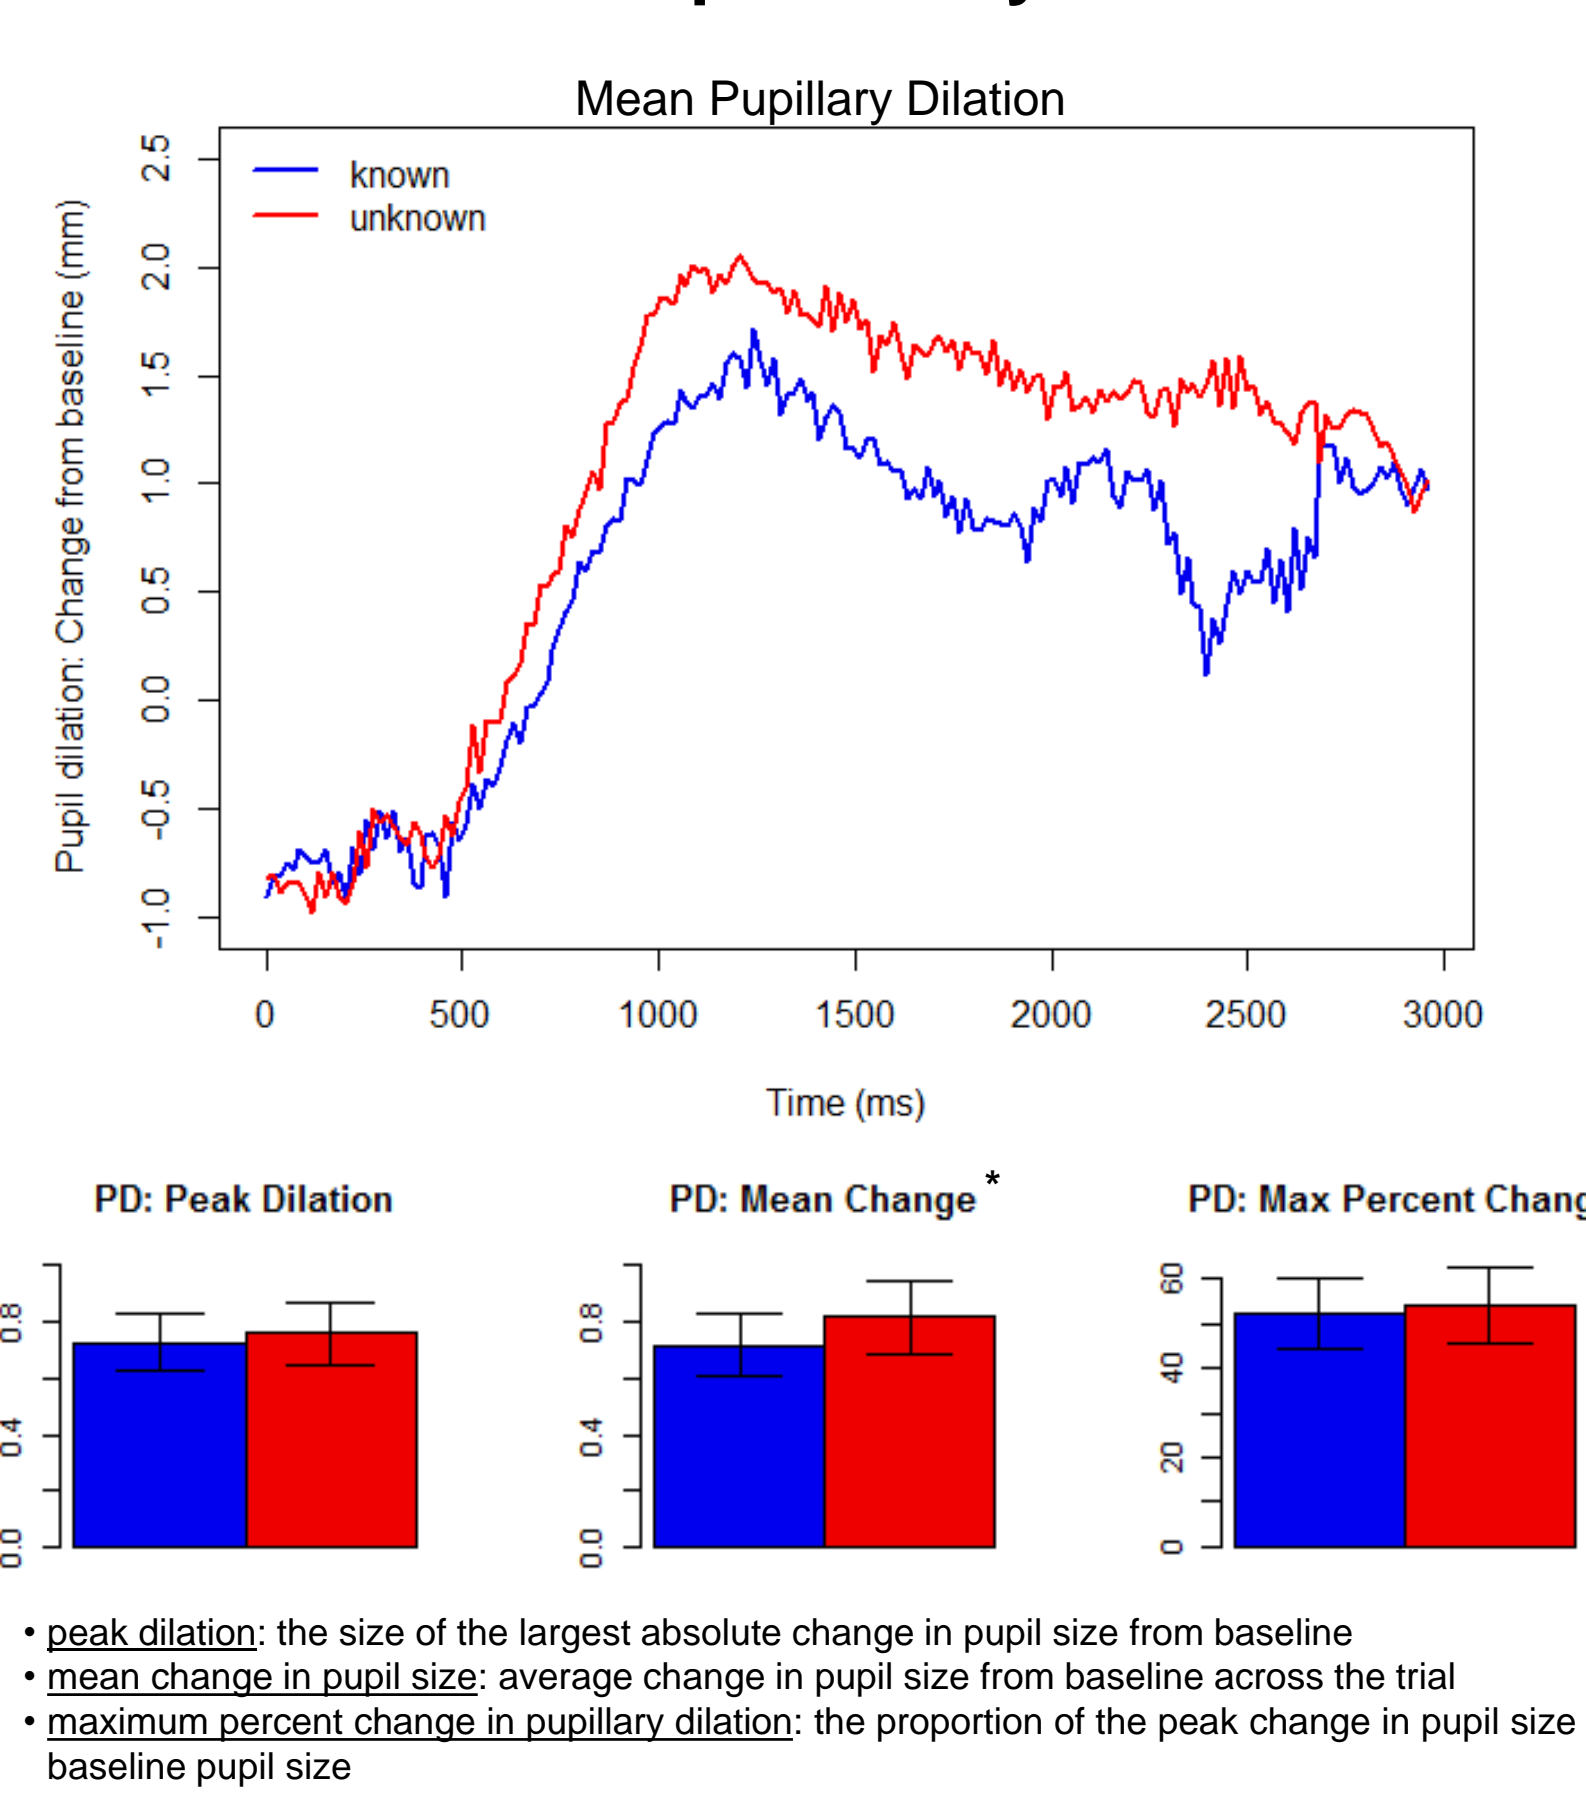 Mean Pupillary Dilation
known
unknown
Pupil dilation: Change from baseline (mm)
2.5
2.0
1.5
1.0
0.5
0.0
-0.5
-1.0
0 500 1000 1500 2000 2500 3000
Time (ms)
PD: Peak Dilation
0.8
0.4
0.0
PD: Mean Change *
0.8
0.4
0.0
PD: Max Percent Chang
60
40
20
0
• peak dilation: the size of the largest absolute change in pupil size from baseline
• mean change in pupil size: average change in pupil size from baseline across the trial
• maximum percent change in pupillary dilation: the proportion of the peak change in pupil size
baseline pupil size